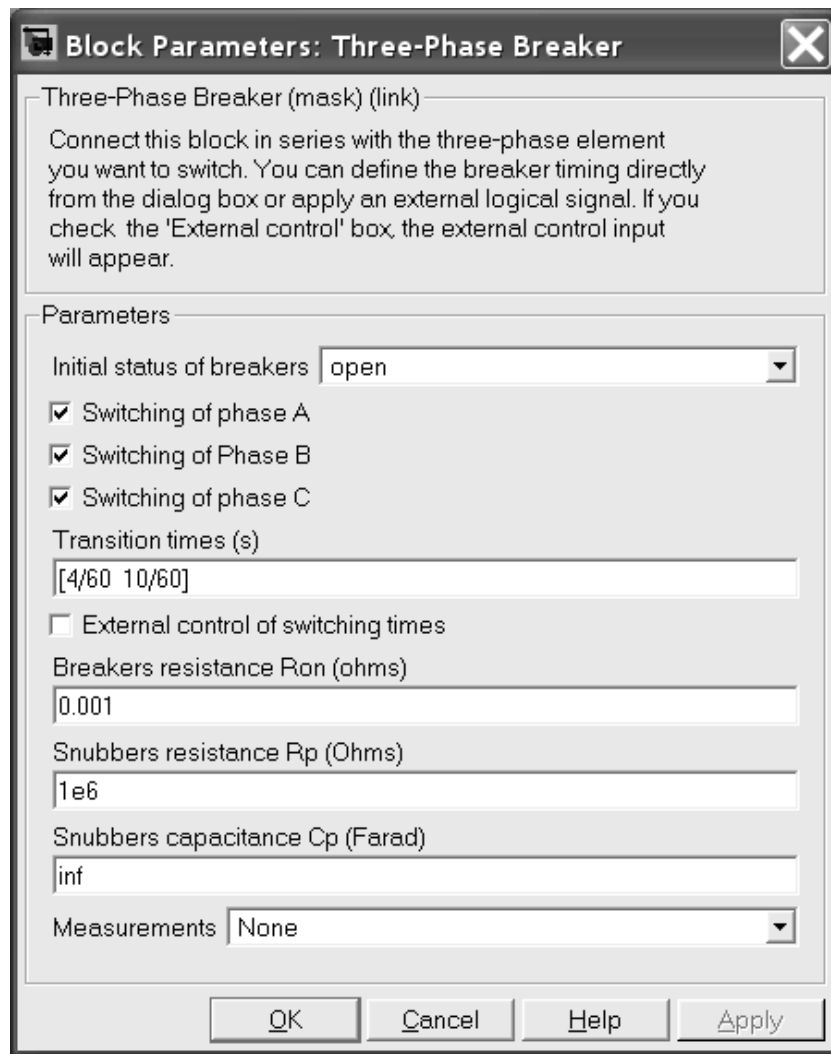 Block Parameters: Three-Phase Breaker
Three-Phase Breaker (mask) (link)
Connect this block in series with the three-phase element
you want to switch. You can define the breaker timing directly
from the dialog box or apply an external logical signal. If you
check the 'External control' box, the external control input
will appear.
Parameters
Initial status of breakers open
Switching of phase A
Switching of Phase B
Switching of phase C
Transition times (s)
[4/60 10/60]
External control of switching times
Breakers resistance Ron (ohms)
0.001
Snubbers resistance Rp (Ohms)
1e6
Snubbers capacitance Cp (Farad)
inf
Measurements None
OK Cancel Help Apply